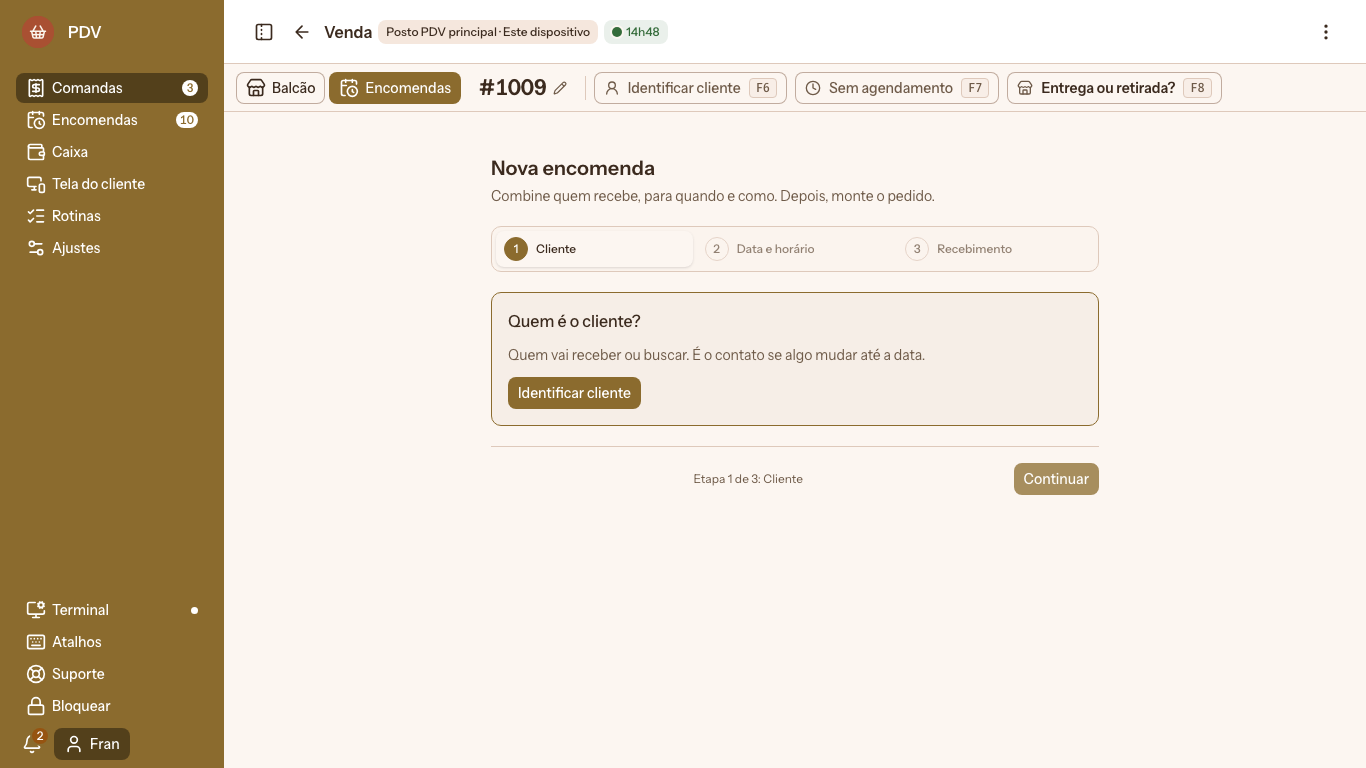 PDV
Comandas 3
Encomendas 10
Caixa
Tela do cliente
Rotinas
Ajustes
Terminal
Atalhos
Suporte
Bloquear
2 Fran
Venda Posto PDV principal · Este dispositivo 14h48
Balcão Encomendas #1009 Identificar cliente F6 Sem agendamento F7 Entrega ou retirada? F8
Nova encomenda
Combine quem recebe, para quando e como. Depois, monte o pedido.
1 Cliente 2 Data e horário 3 Recebimento
Quem é o cliente?
Quem vai receber ou buscar. É o contato se algo mudar até a data.
Identificar cliente
Etapa 1 de 3: Cliente Continuar